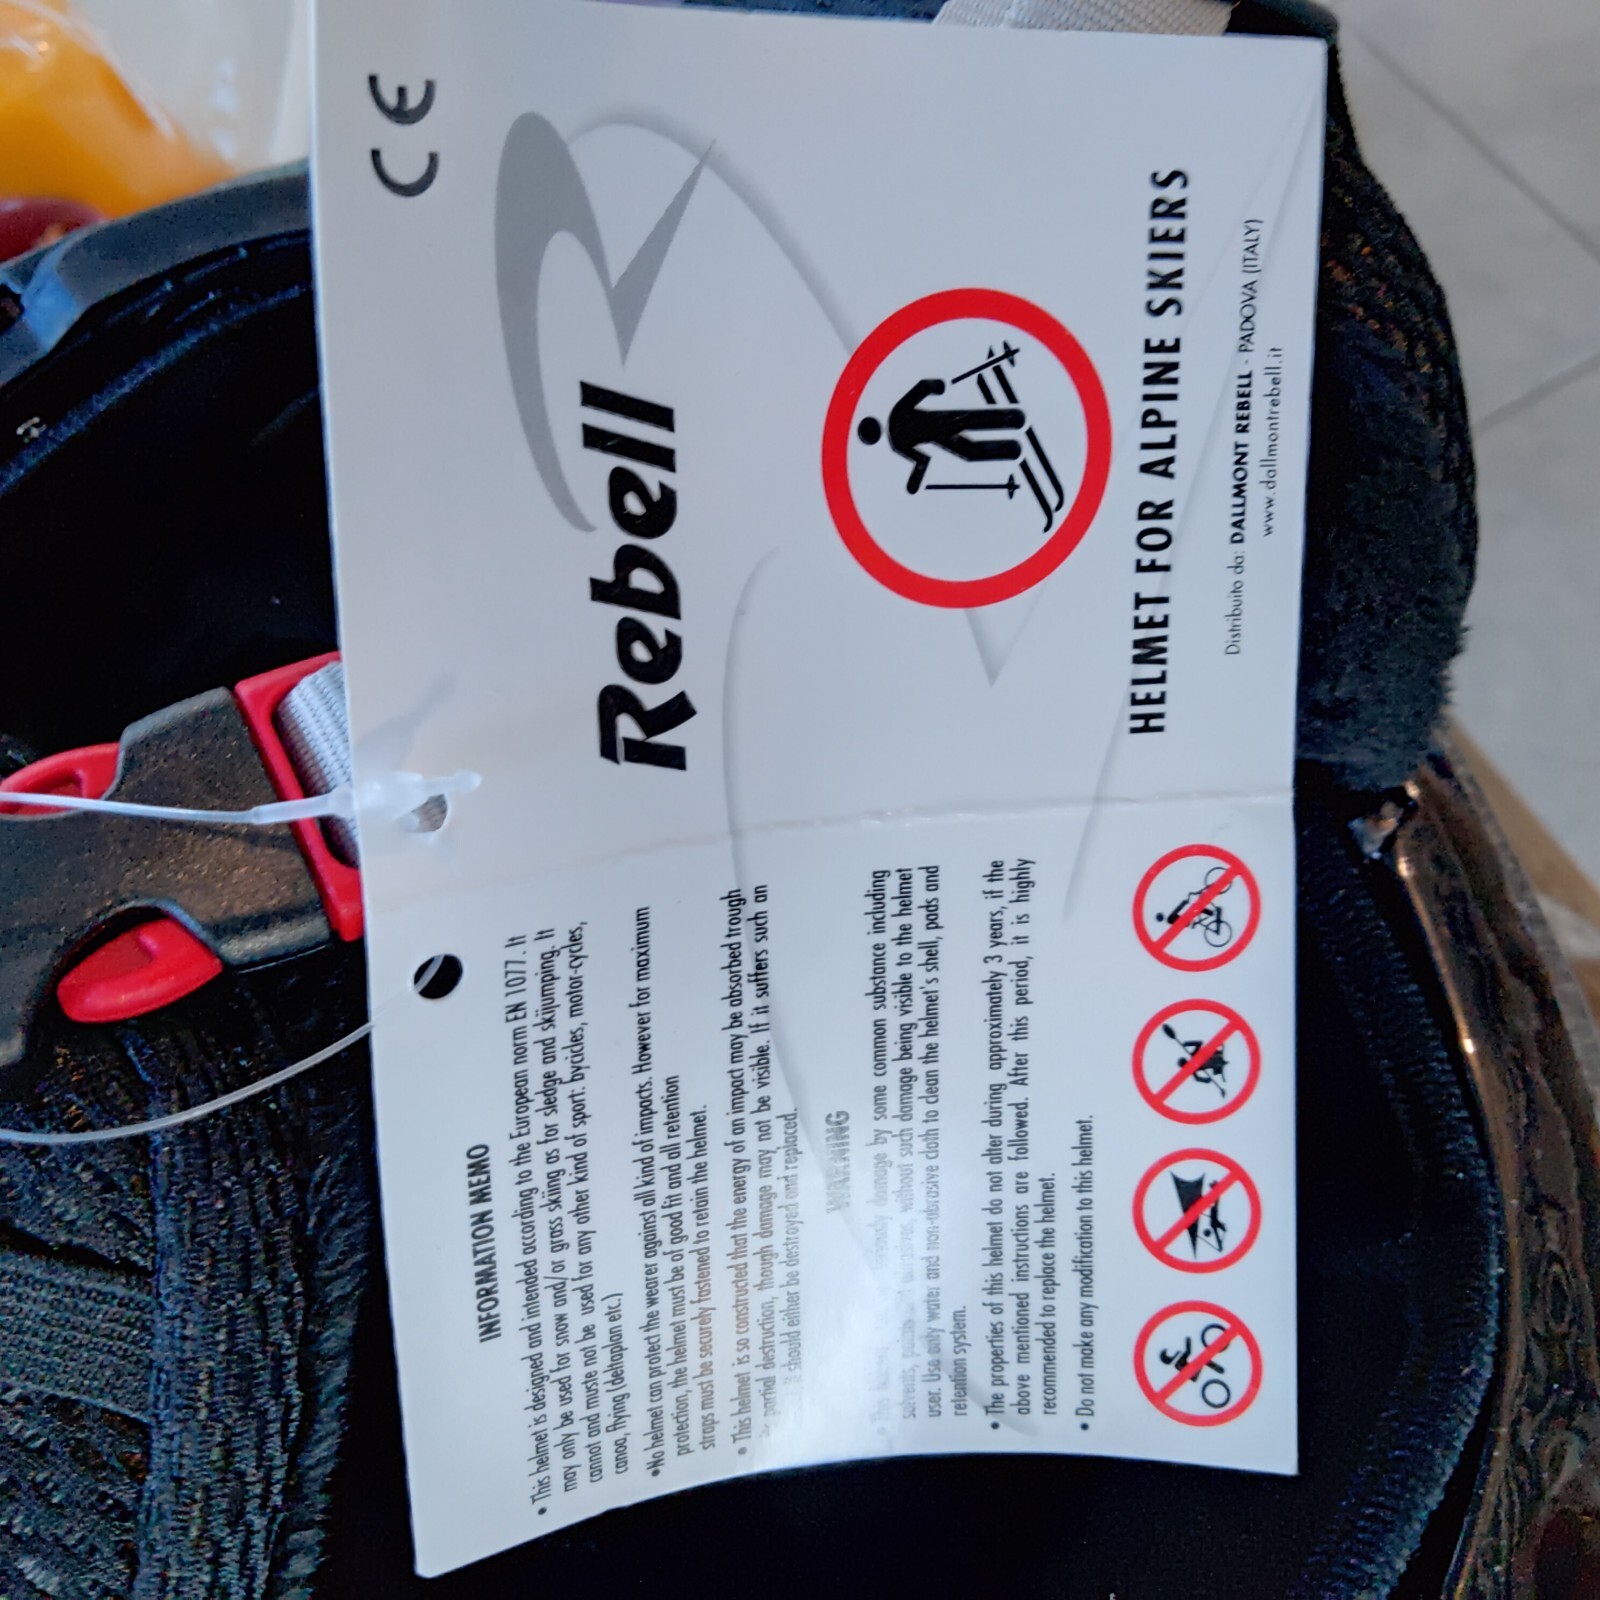 CE
Rebell
HELMET FOR ALPINE SKIERS
Distribuito da: DALLMONT REBELL - PADOVA (ITALY)
www.dallmontrebell.it
INFORMATION MEMO
• This helmet is designed and intended according to the European norm EN 1077. It
may only be used for snow and/or grass skiing as for sledge and skijumping. It
cannot and muste not be used for any other kind of sport: bycicles, motor-cycles,
canoa, flying (deltaplan etc.)
•No helmet can protect the wearer against all kind of impacts. However for maximum
protection, the helmet must be of good fit and all retention
straps must be securely fastened to retain the helmet.
• This helmet is so constructed that the energy of an impact may be absorbed trough
partial destruction, though damage may not be visible. If it suffers such an
it should either be destroyed and replaced.
WARNING
• The damage by some common substance including
solvents, without such damage being visible to the helmet
user. Use only water and non-abrasive cloth to clean the helmet's shell, pads and
retention system.
• The properties of this helmet do not alter during approximately 3 years, if the
above mentioned instructions are followed. After this period, it is highly
recommended to replace the helmet.
• Do not make any modification to this helmet.